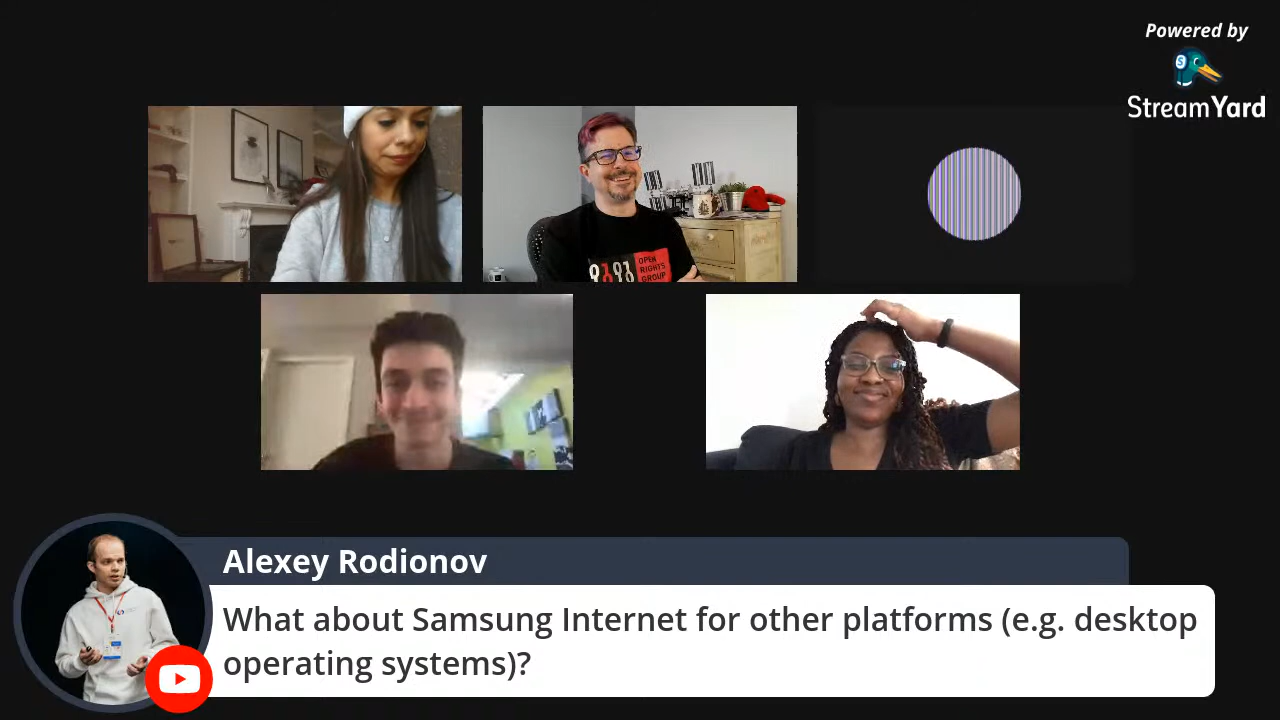 Powered by
StreamYard
OPEN
RIGHTS
GROUP
Alexey Rodionov
What about Samsung Internet for other platforms (e.g. desktop
operating systems)?